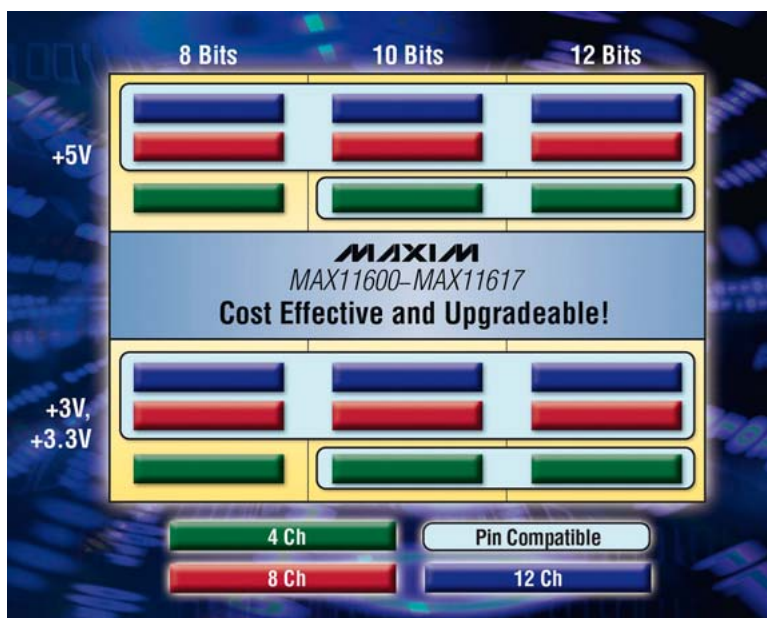 8 Bits 10 Bits 12 Bits
+5V
MAXIM
MAX11600–MAX11617
Cost Effective and Upgradeable!
+3V,
+3.3V
4 Ch Pin Compatible
8 Ch 12 Ch